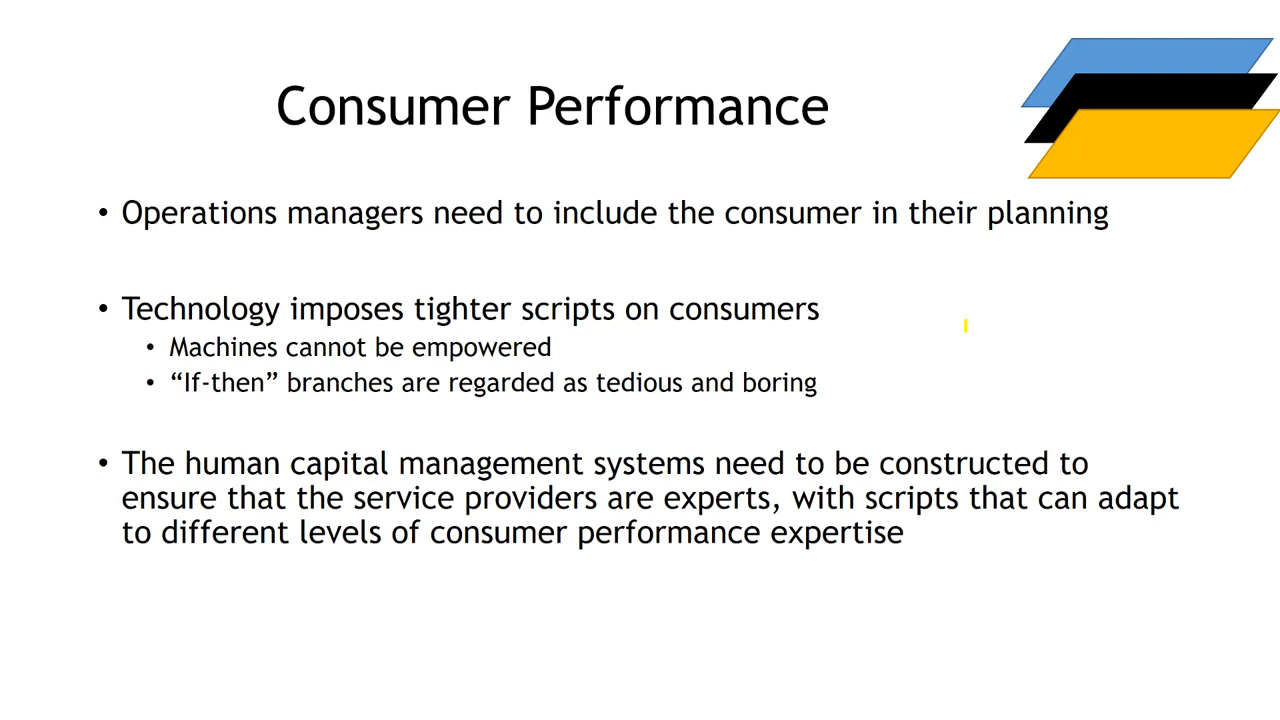 Consumer Performance
• Operations managers need to include the consumer in their planning
• Technology imposes tighter scripts on consumers
• Machines cannot be empowered
• “If-then” branches are regarded as tedious and boring
• The human capital management systems need to be constructed to
ensure that the service providers are experts, with scripts that can adapt
to different levels of consumer performance expertise